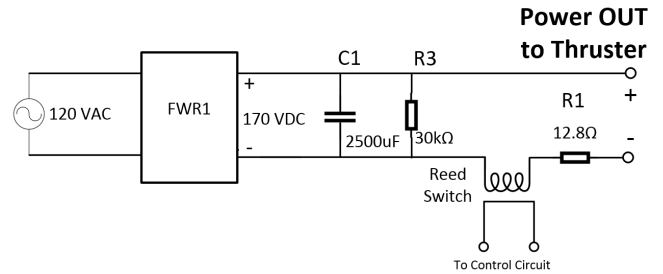 Power OUT
to Thruster
C1
R3
+
+
120 VAC
FWR1
170 VDC
R1
-
2500uF
30kΩ
12.8Ω
-
Reed
Switch
To Control Circuit